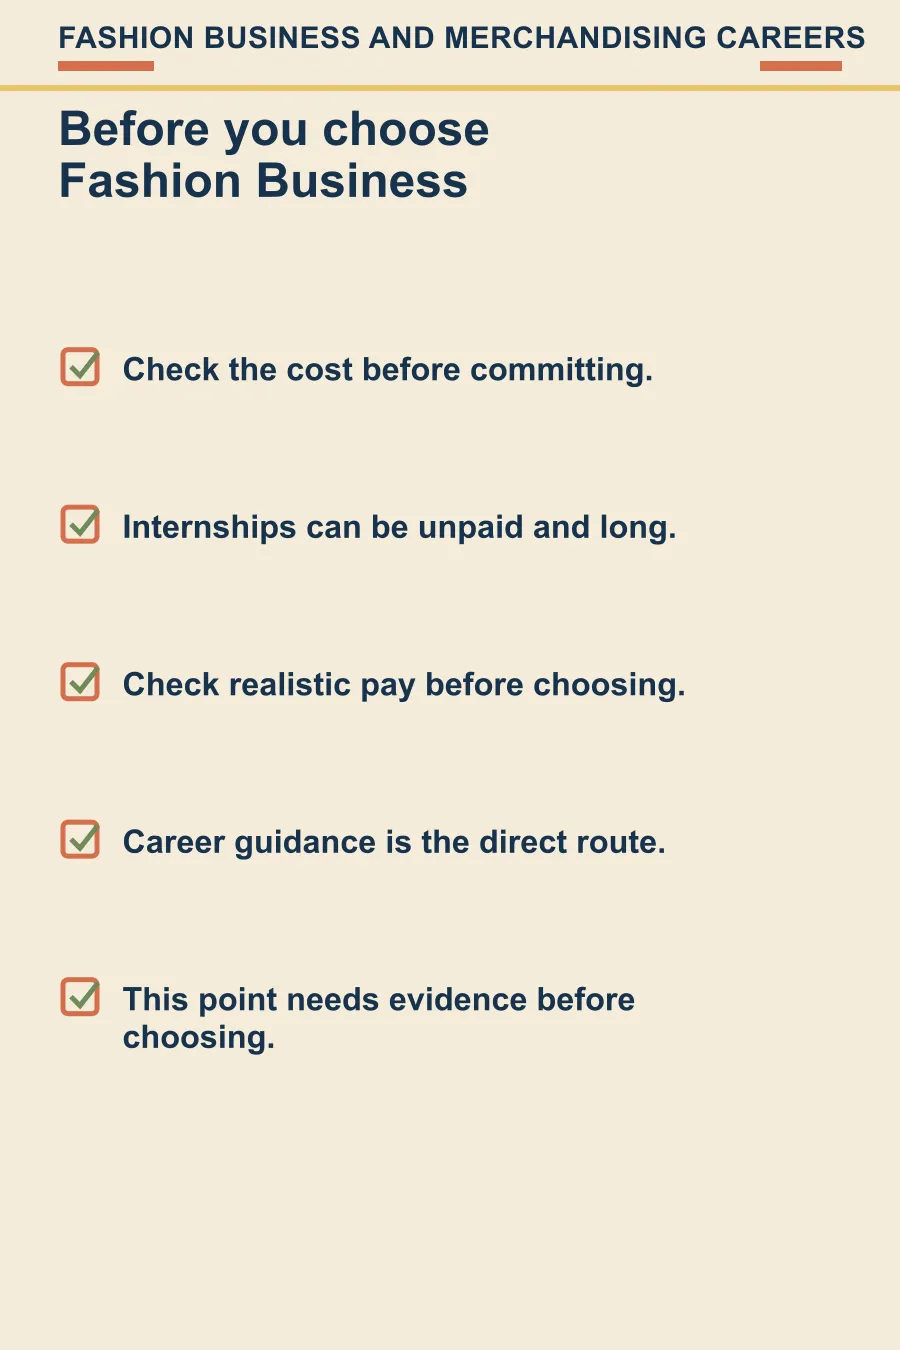 FASHION BUSINESS AND MERCHANDISING CAREERS
Before you choose
Fashion Business
Check the cost before committing.
Internships can be unpaid and long.
Check realistic pay before choosing.
Career guidance is the direct route.
This point needs evidence before
choosing.